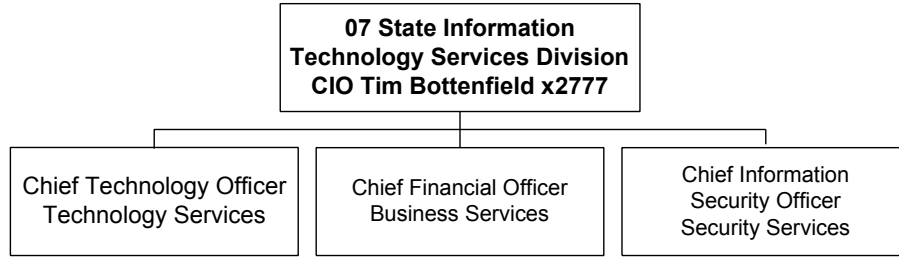 07 State Information
Technology Services Division
CIO Tim Bottenfield x2777
Chief Technology Officer
Technology Services
Chief Financial Officer
Business Services
Chief Information
Security Officer
Security Services